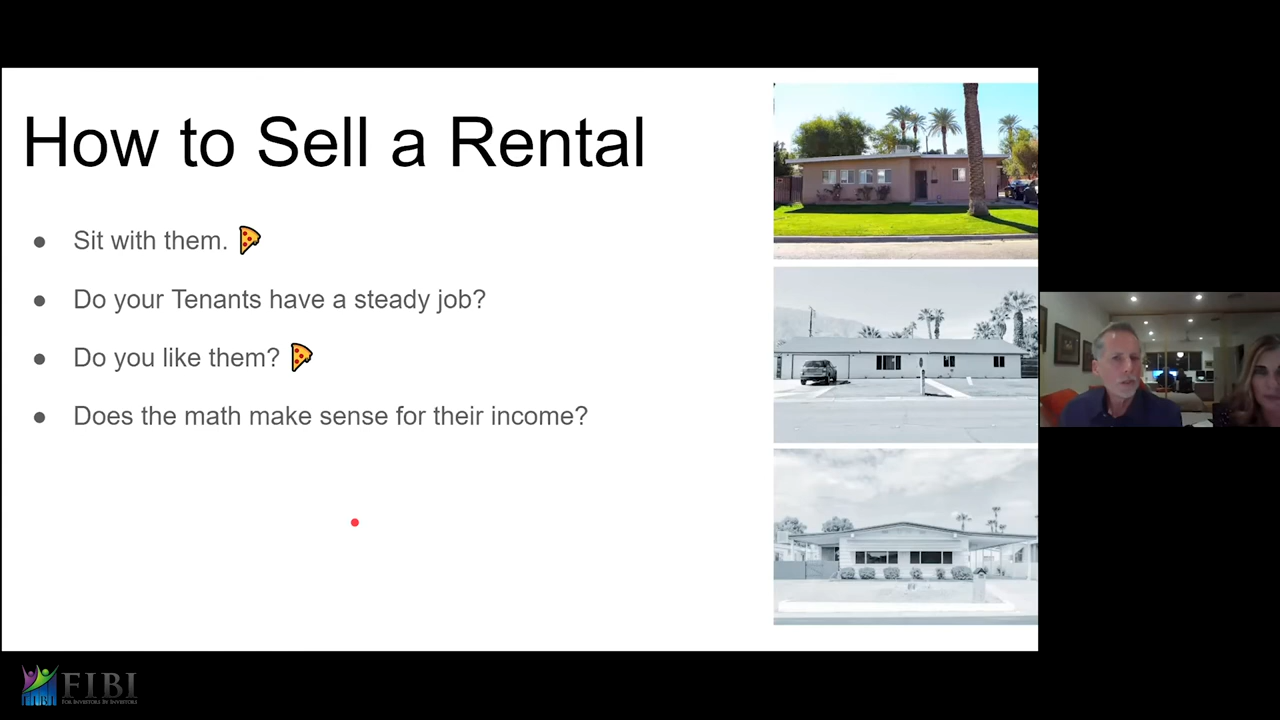 How to Sell a Rental
● Sit with them. 🍕
● Do your Tenants have a steady job?
● Do you like them? 🍕
● Does the math make sense for their income?
FIBI
FOR INVESTORS BY INVESTORS